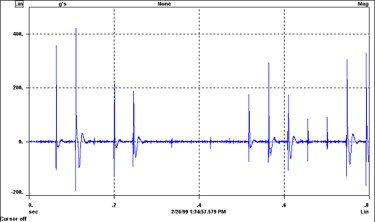 Lin g's None Mag
400.
200.
0.
-200.
0. .2 .4 .6 .8
sec 2/26/99 1:34:57.579 PM Lin
Cursor off